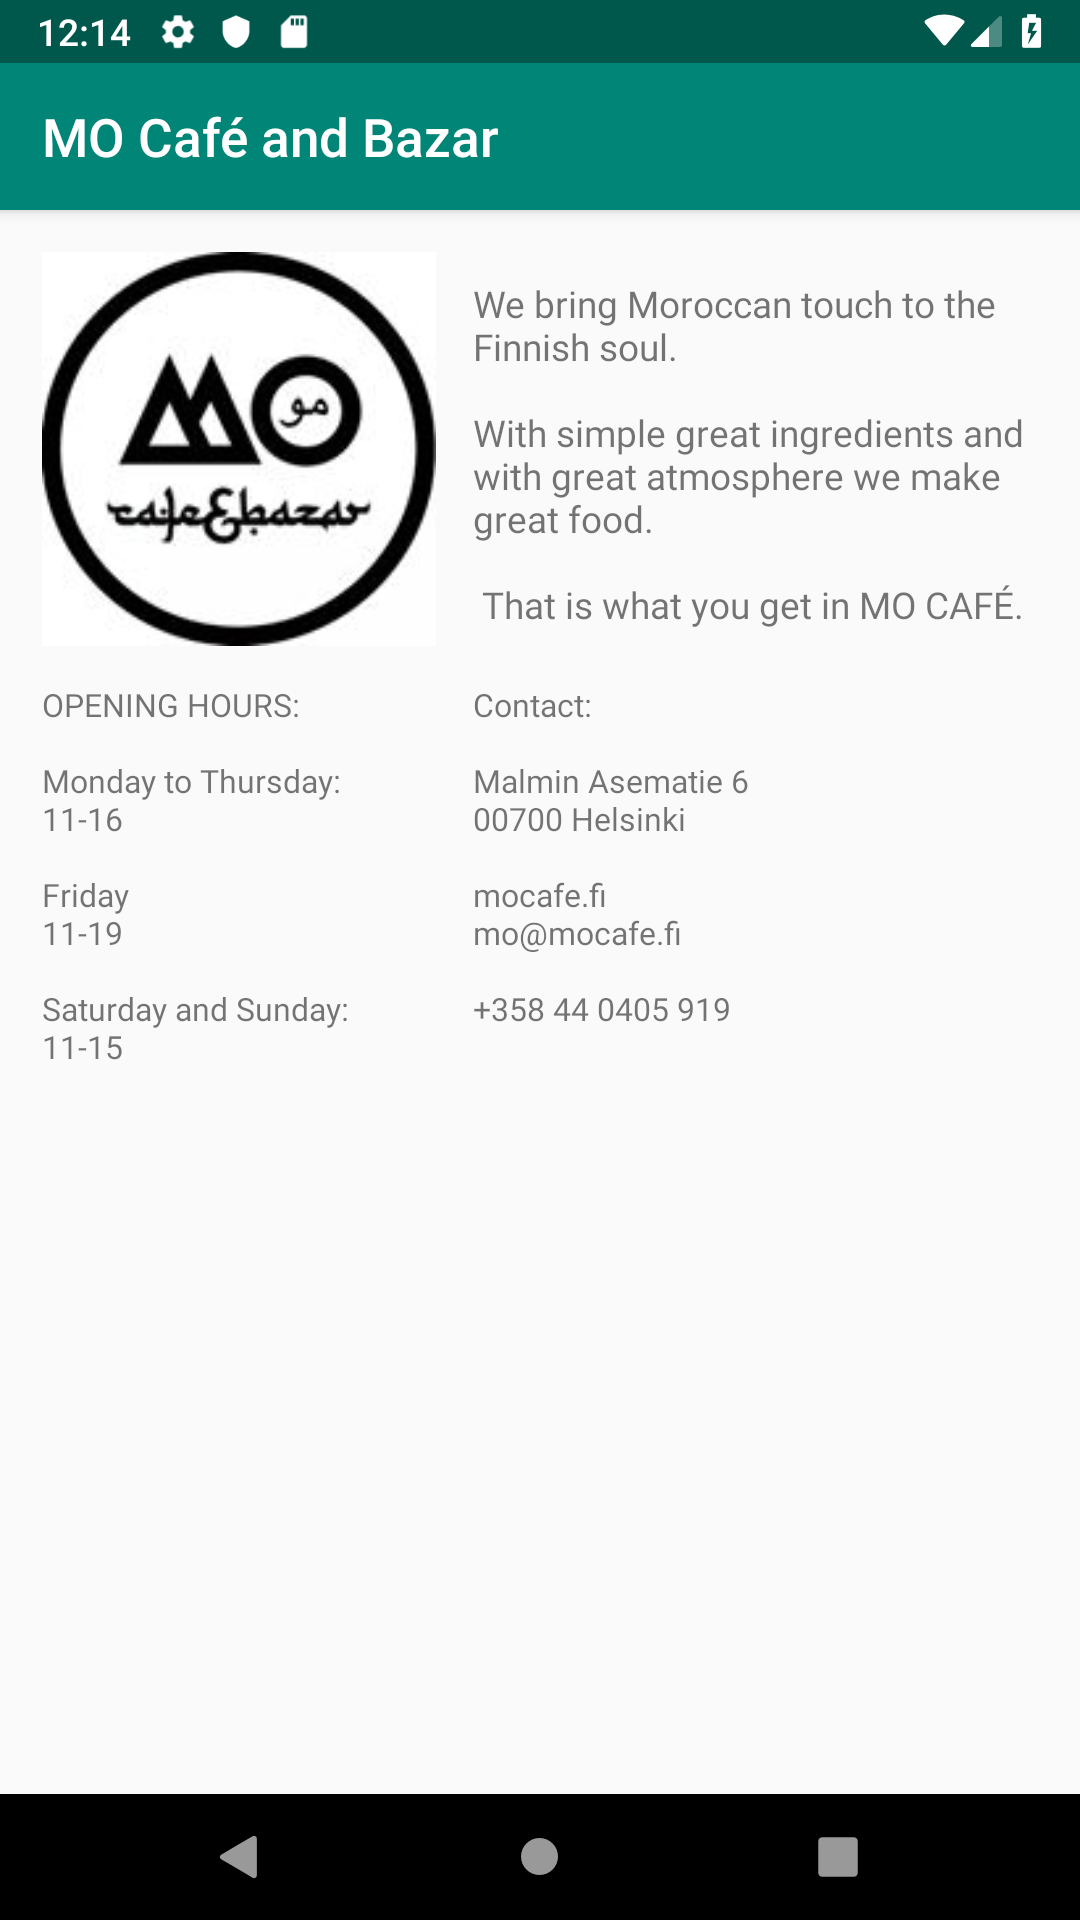 12:14
MO Café and Bazar
MO
مو
cafe&bazar
We bring Moroccan touch to the
Finnish soul.
With simple great ingredients and
with great atmosphere we make
great food.
That is what you get in MO CAFÉ.
OPENING HOURS:
Monday to Thursday:
11-16
Friday
11-19
Saturday and Sunday:
11-15
Contact:
Malmin Asematie 6
00700 Helsinki
mocafe.fi
mo@mocafe.fi
+358 44 0405 919